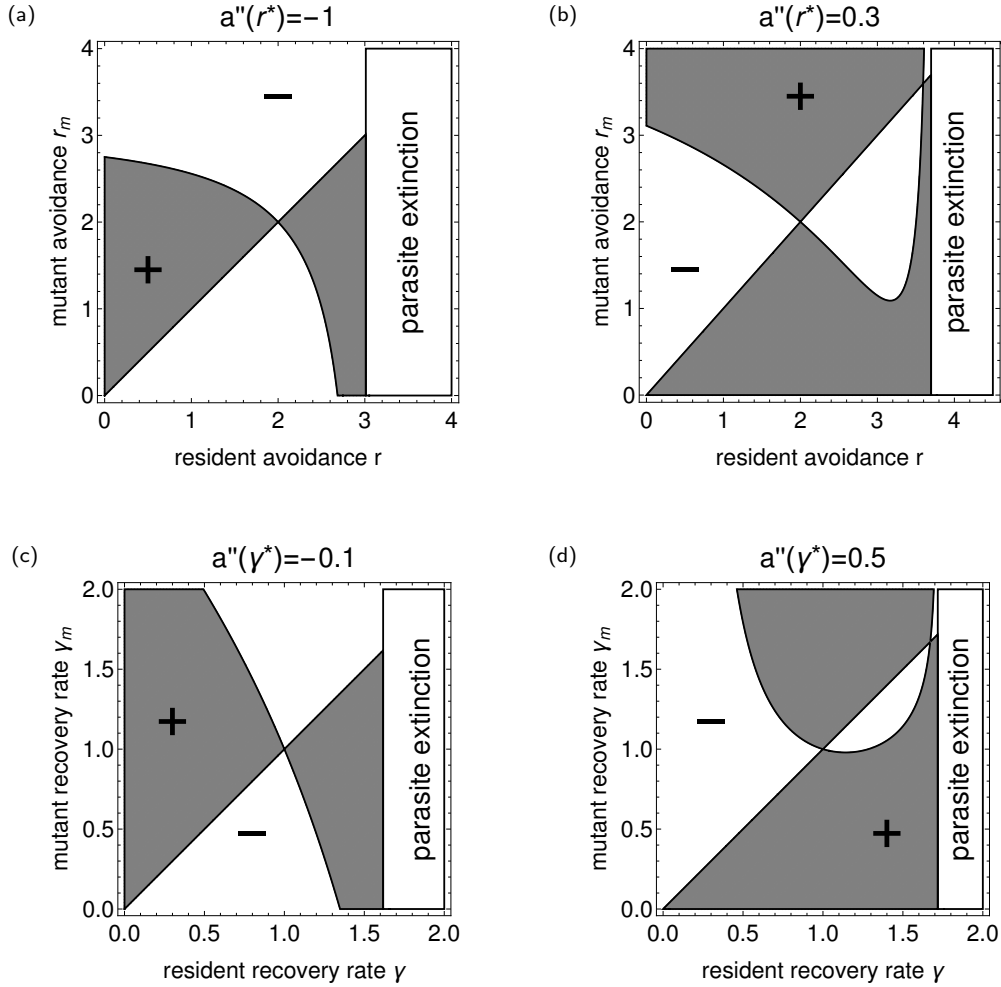 (a)
a''(r*)=−1
4
3
2
1
0
0 1 2 3 4
mutant avoidance r_m
resident avoidance r
−
+
parasite extinction
(b)
a''(r*)=0.3
4
3
2
1
0
0 1 2 3 4
mutant avoidance r_m
resident avoidance r
+
−
parasite extinction
(c)
a''(γ*)=−0.1
2.0
1.5
1.0
0.5
0.0
0.0 0.5 1.0 1.5 2.0
mutant recovery rate γ_m
resident recovery rate γ
+
−
parasite extinction
(d)
a''(γ*)=0.5
2.0
1.5
1.0
0.5
0.0
0.0 0.5 1.0 1.5 2.0
mutant recovery rate γ_m
resident recovery rate γ
−
+
parasite extinction